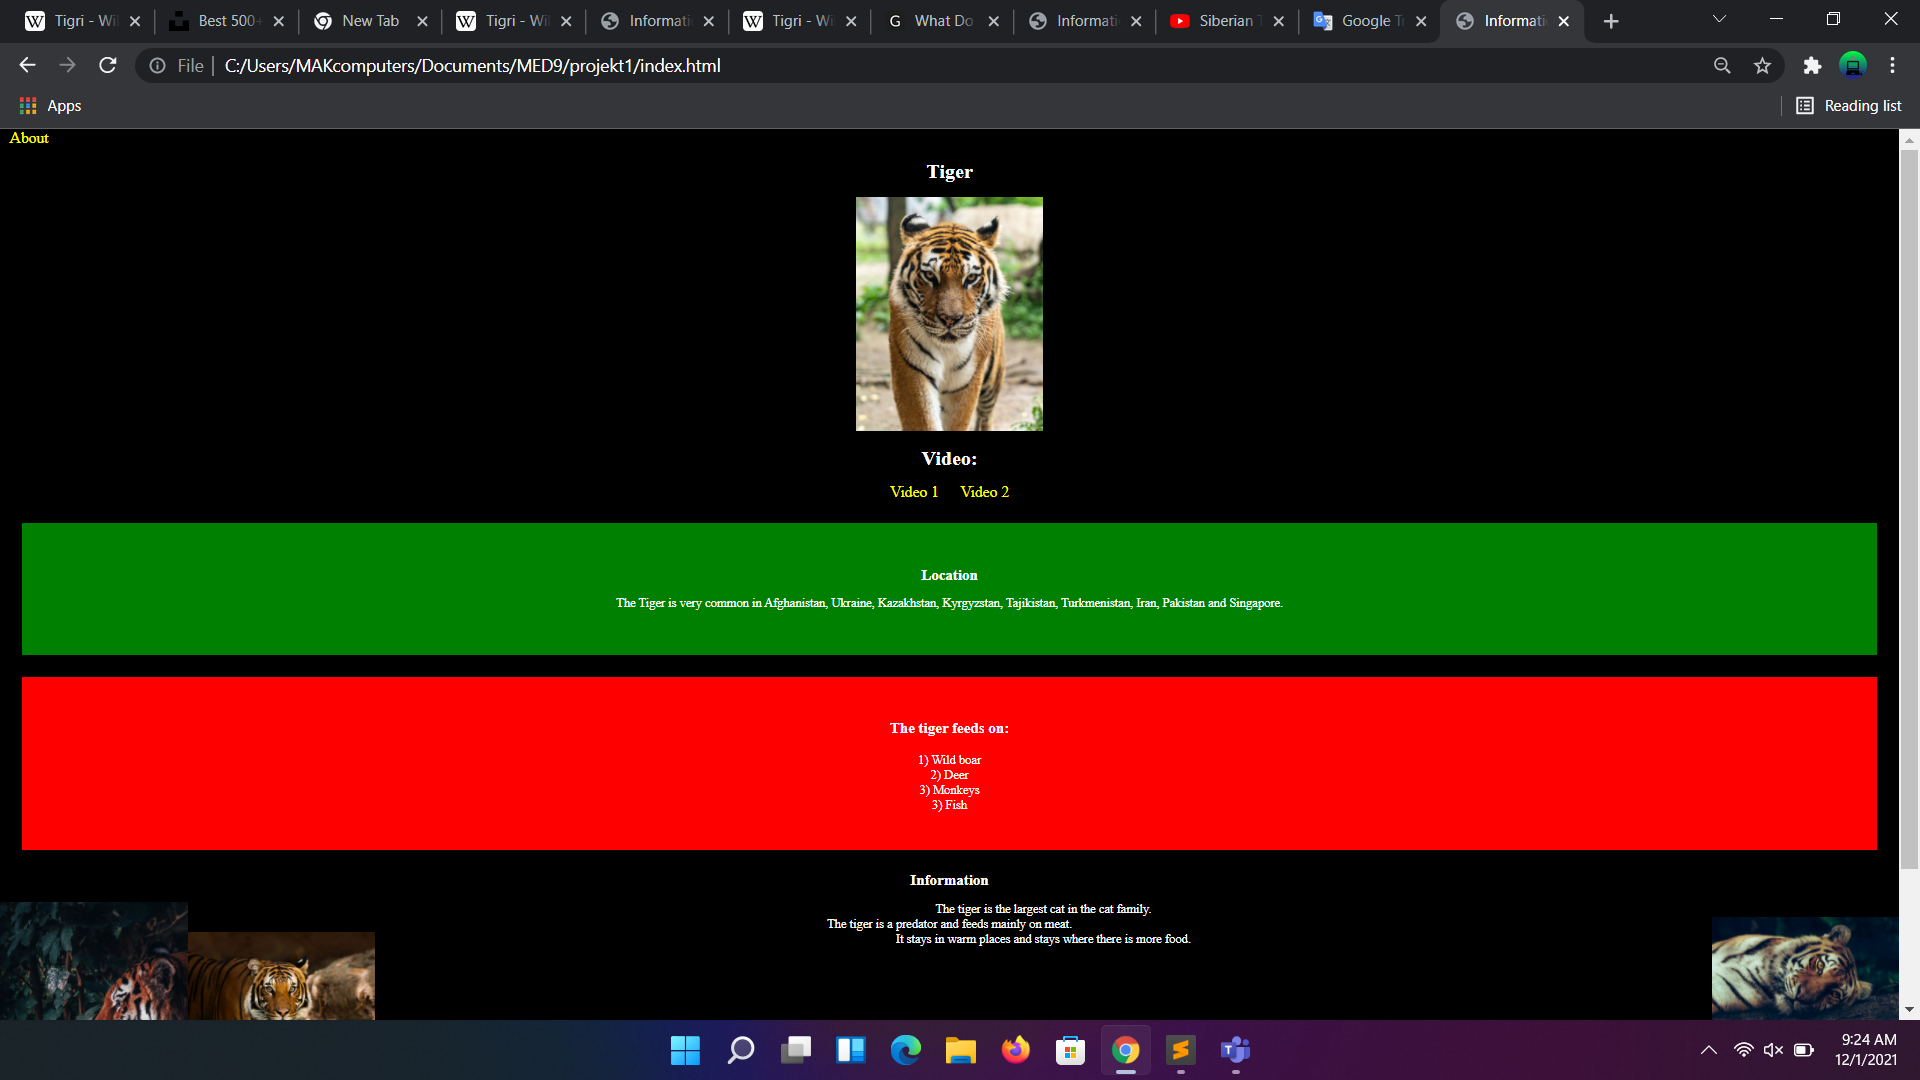 Tigri - Wi
Best 500+
New Tab
Tigri - Wi
Informati
Tigri - Wi
G What Do
Informati
Siberian T
Google Tr
Informati
File | C:/Users/MAKcomputers/Documents/MED9/projekt1/index.html
Apps
Reading list
About
Tiger
Video:
Video 1 Video 2
Location
The Tiger is very common in Afghanistan, Ukraine, Kazakhstan, Kyrgyzstan, Tajikistan, Turkmenistan, Iran, Pakistan and Singapore.
The tiger feeds on:
1) Wild boar
2) Deer
3) Monkeys
3) Fish
Information
The tiger is the largest cat in the cat family.
The tiger is a predator and feeds mainly on meat.
It stays in warm places and stays where there is more food.
9:24 AM
12/1/2021